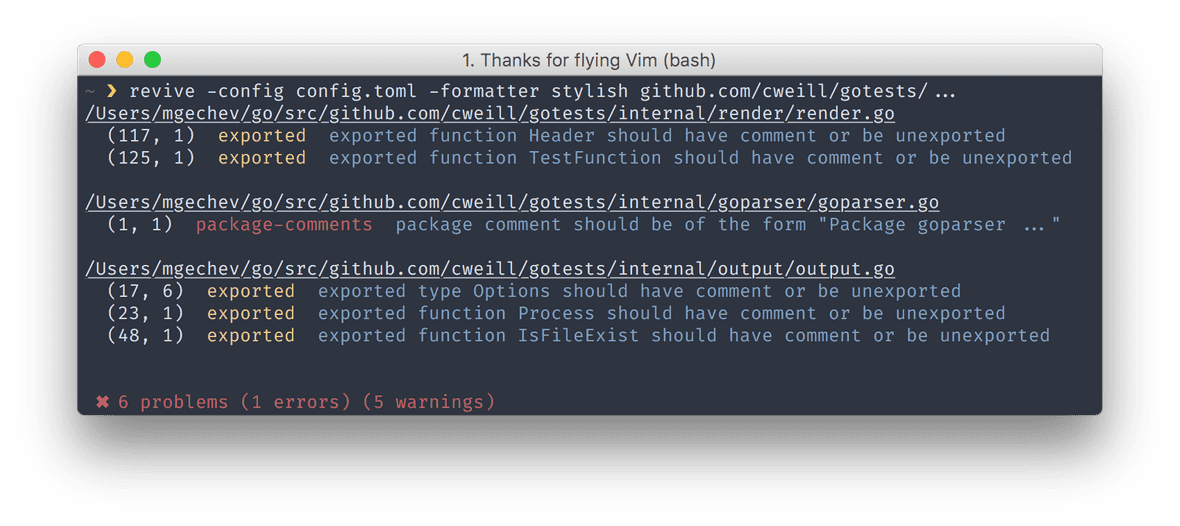 1. Thanks for flying Vim (bash)
~ ❯ revive -config config.toml -formatter stylish github.com/cweill/gotests/...
/Users/mgechev/go/src/github.com/cweill/gotests/internal/render/render.go
(117, 1) exported exported function Header should have comment or be unexported
(125, 1) exported exported function TestFunction should have comment or be unexported
/Users/mgechev/go/src/github.com/cweill/gotests/internal/goparser/goparser.go
(1, 1) package-comments package comment should be of the form "Package goparser ..."
/Users/mgechev/go/src/github.com/cweill/gotests/internal/output/output.go
(17, 6) exported exported type Options should have comment or be unexported
(23, 1) exported exported function Process should have comment or be unexported
(48, 1) exported exported function IsFileExist should have comment or be unexported
✖ 6 problems (1 errors) (5 warnings)